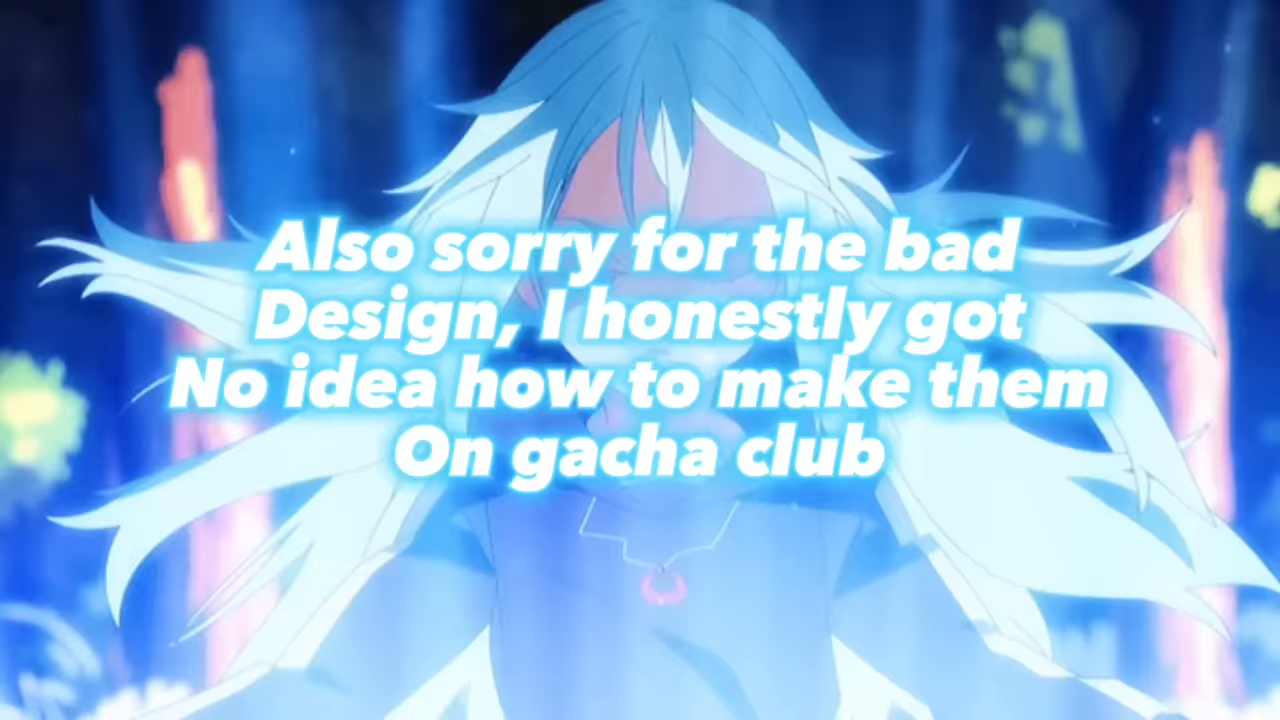 Also sorry for the bad
Design, I honestly got
No idea how to make them
On gacha club